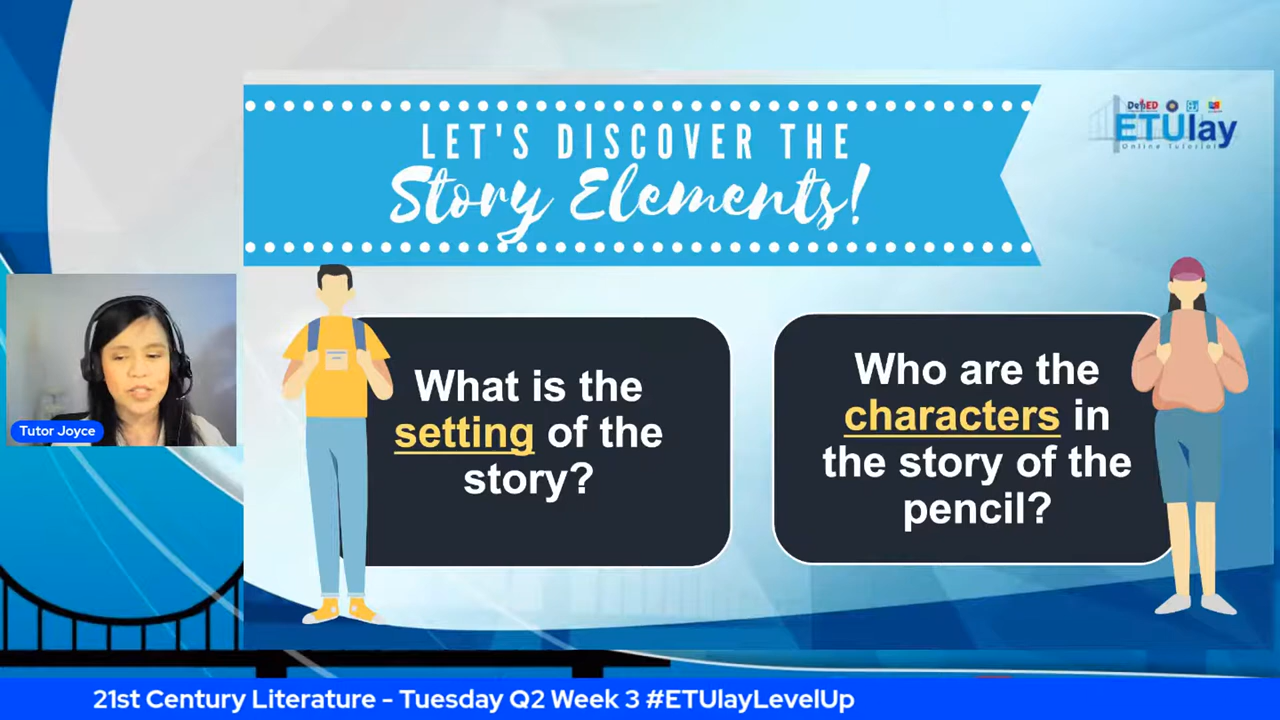 LET'S DISCOVER THE
Story Elements!
DepED
ETUlay
Online Tutorial
What is the
setting of the
story?
Who are the
characters in
the story of the
pencil?
Tutor Joyce
21st Century Literature - Tuesday Q2 Week 3 #ETUlayLevelUp